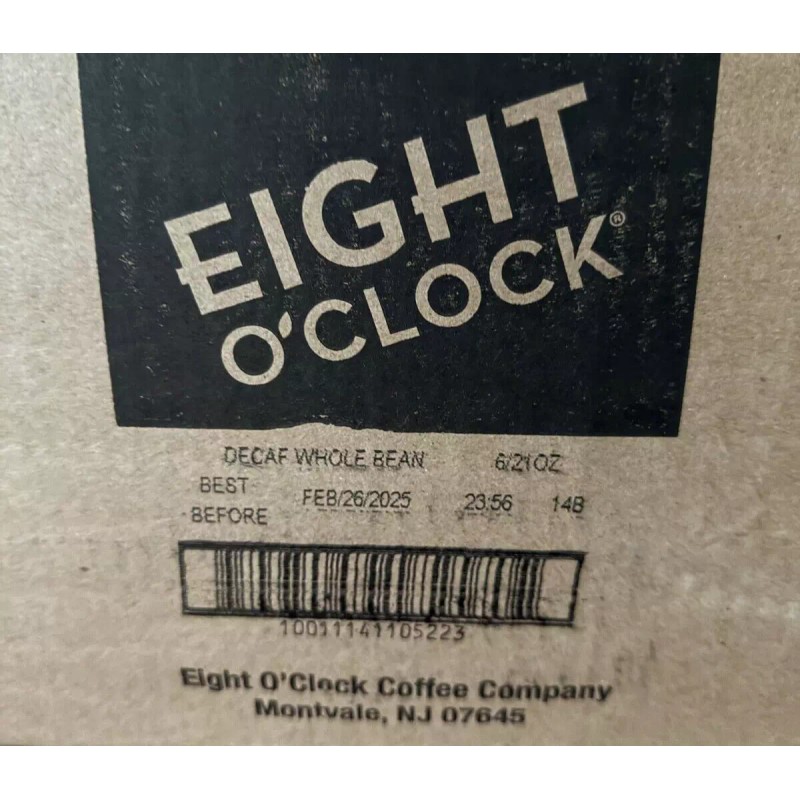 EIGHT
O'CLOCK®
DECAF WHOLE BEAN 6/21OZ
BEST
BEFORE FEB/26/2025 23:56 14B
10011141105223
Eight O'Clock Coffee Company
Montvale, NJ 07645